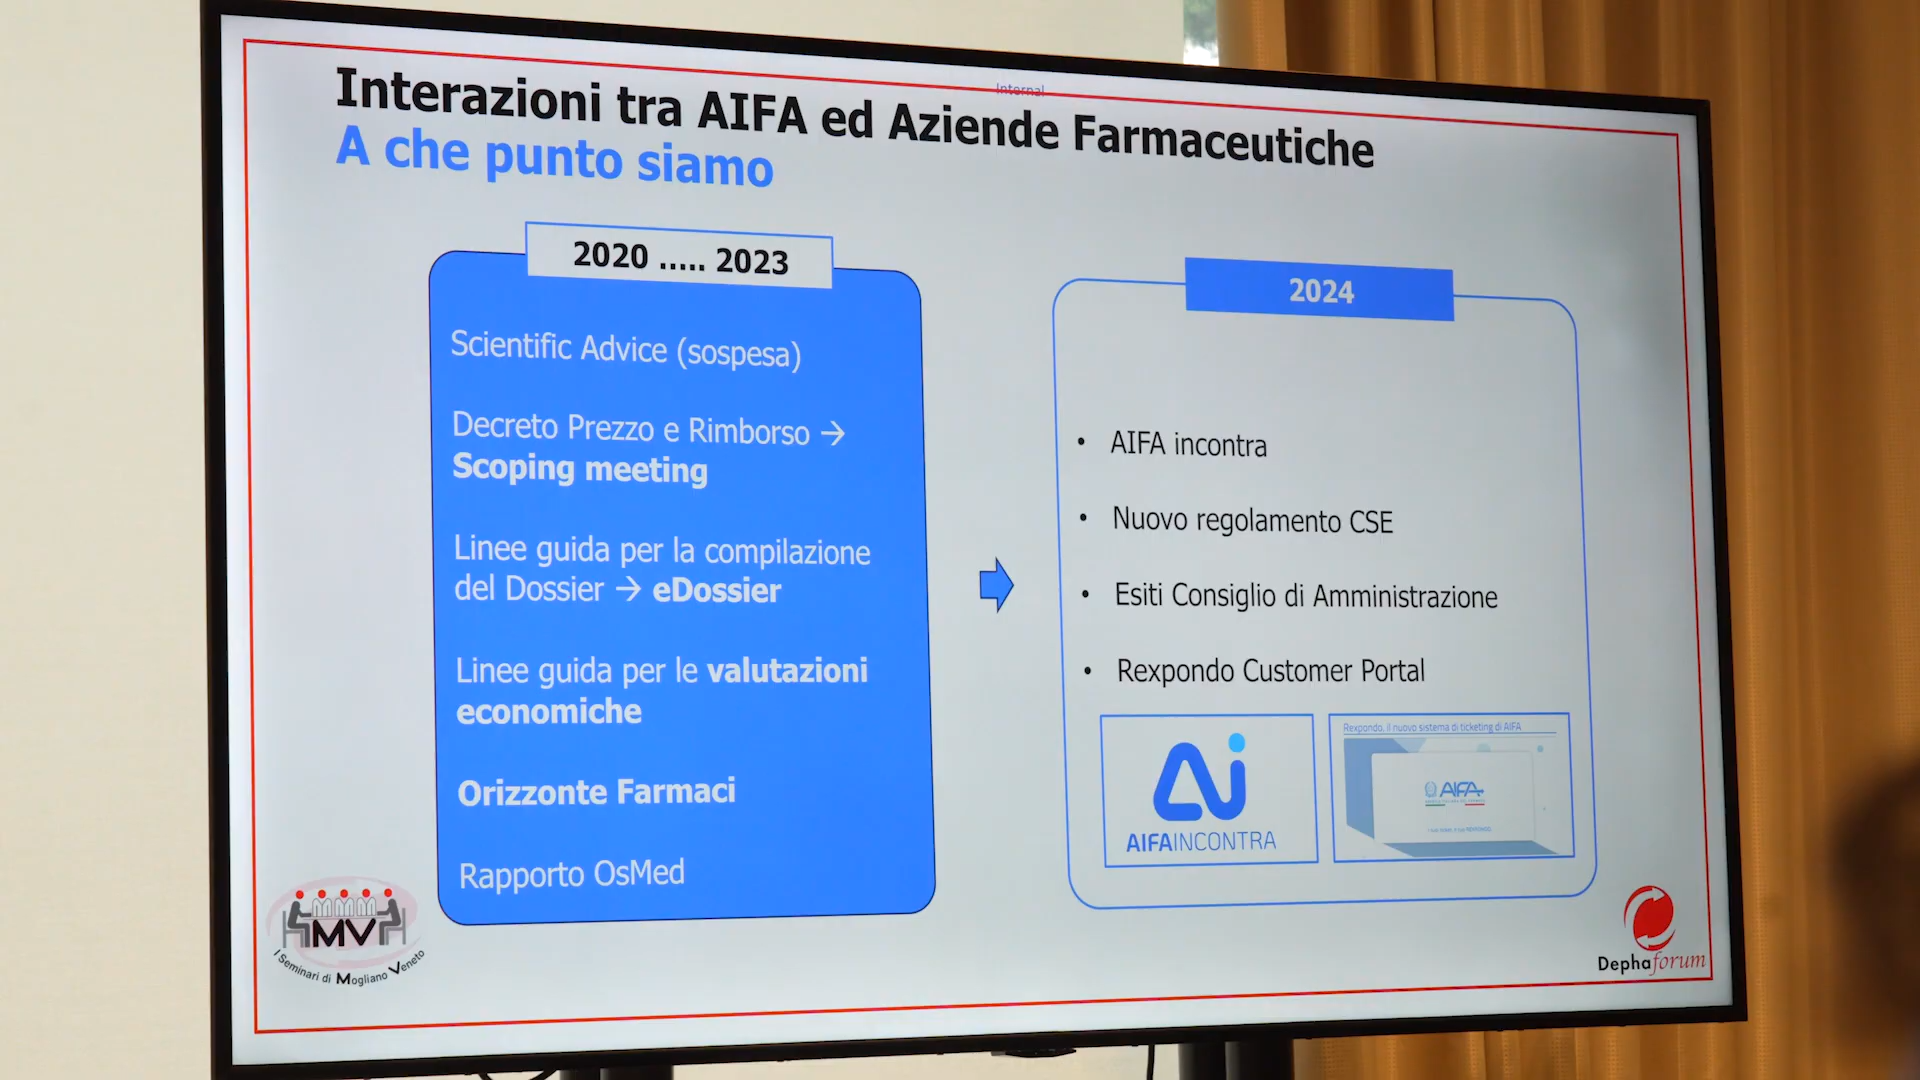 Internal
Interazioni tra AIFA ed Aziende Farmaceutiche
A che punto siamo
2020 ..... 2023
Scientific Advice (sospesa)
Decreto Prezzo e Rimborso →
Scoping meeting
Linee guida per la compilazione
del Dossier → eDossier
Linee guida per le valutazioni
economiche
Orizzonte Farmaci
Rapporto OsMed
2024
• AIFA incontra
• Nuovo regolamento CSE
• Esiti Consiglio di Amministrazione
• Rexpondo Customer Portal
Ai
AIFAINCONTRA
Rexpondo, il nuovo sistema di ticketing di AIFA
AIFA
MV
I Seminari di Mogliano Veneto
Dephaforum